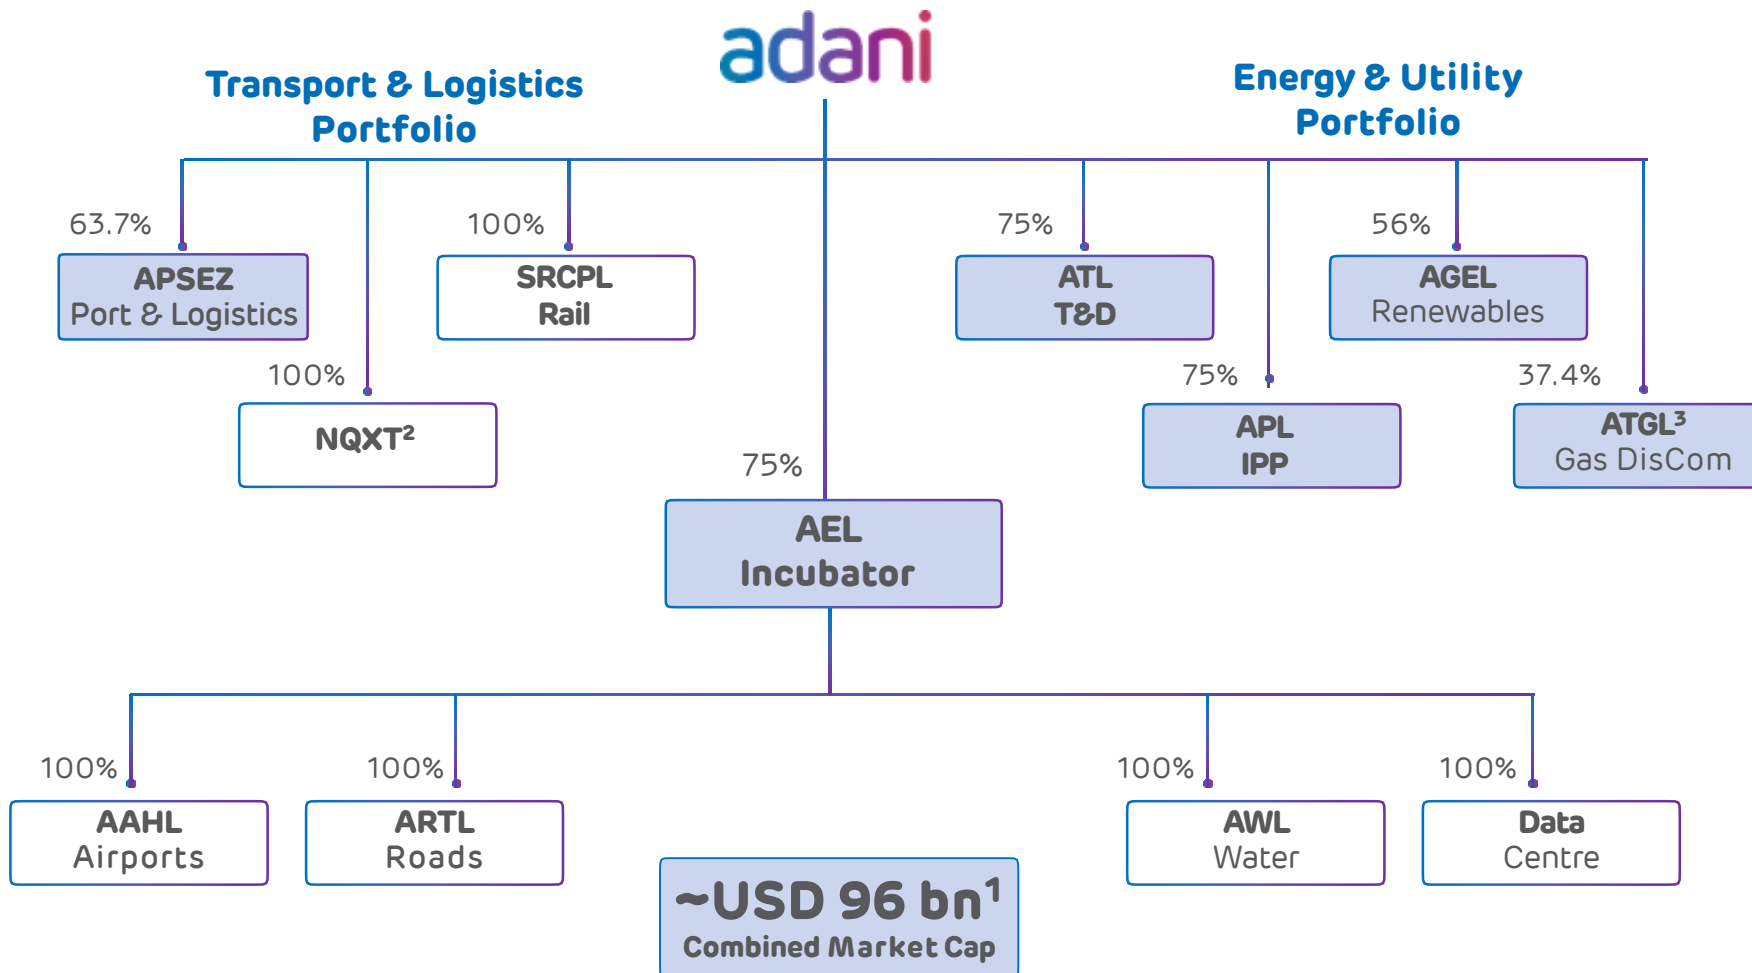 adani
Transport & Logistics
Portfolio
Energy & Utility
Portfolio
63.7%
APSEZ
Port & Logistics
100%
SRCPL
Rail
75%
ATL
T&D
56%
AGEL
Renewables
100%
NQXT²
75%
APL
IPP
37.4%
ATGL³
Gas DisCom
75%
AEL
Incubator
100%
AAHL
Airports
100%
ARTL
Roads
100%
AWL
Water
100%
Data
Centre
~USD 96 bn¹
Combined Market Cap